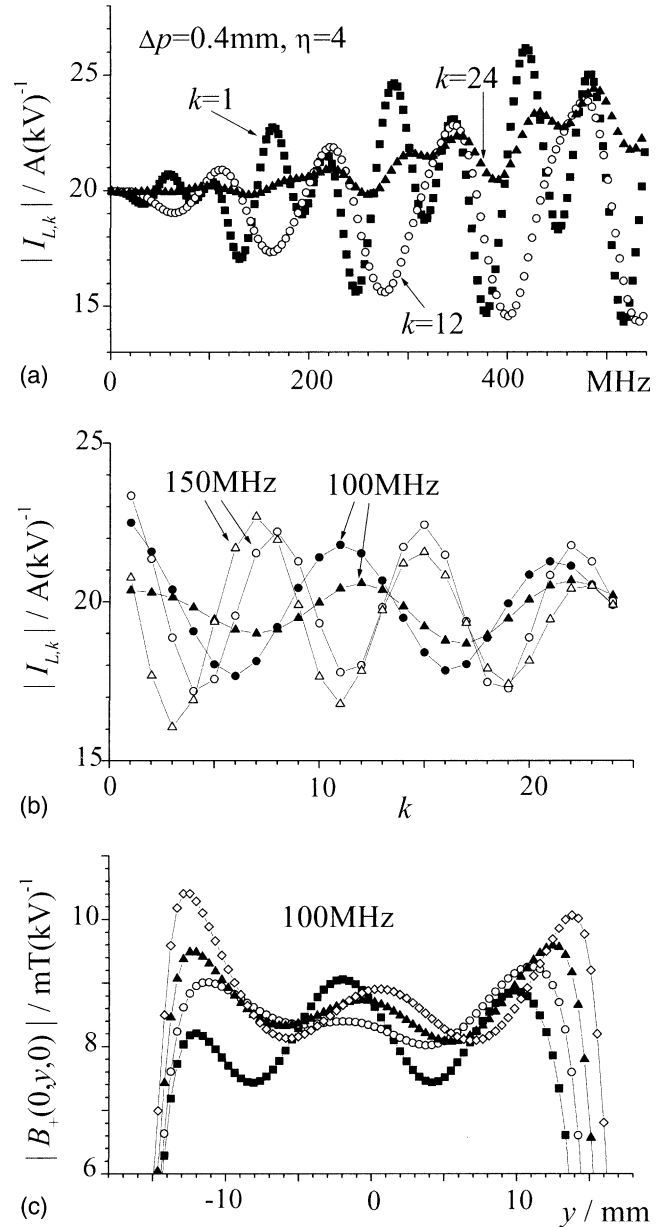 Δp=0.4mm, η=4
k=1
k=24
k=12
25
20
15
| I_{L,k} | / A(kV)^{-1}
0
200
400
MHz
(a)
150MHz
100MHz
25
20
15
| I_{L,k} | / A(kV)^{-1}
0
10
20
k
(b)
100MHz
10
8
6
| B_{+}(0,y,0) | / mT(kV)^{-1}
-10
0
10
y / mm
(c)